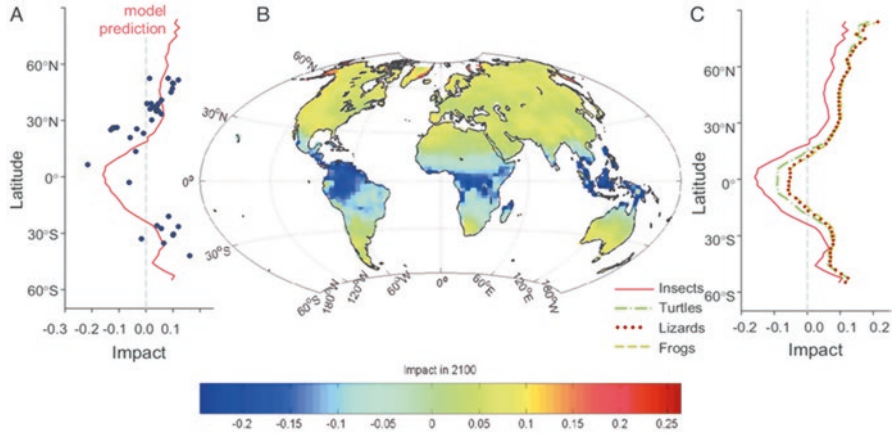 A
model
prediction
60°N
30°N
0°
30°S
60°S
Latitude
-0.3 -0.2 -0.1 0.0 0.1 0.2
Impact
B
60°N
30°N
0°
30°S
60°S
180°W
120°W
60°W
0°
60°E
120°E
180°W
C
60°N
30°N
0°
30°S
60°S
Latitude
-0.2 -0.1 0.0 0.1 0.2
Impact
Insects
Turtles
Lizards
Frogs
Impact in 2100
-0.2 -0.15 -0.1 -0.05 0 0.05 0.1 0.15 0.2 0.25